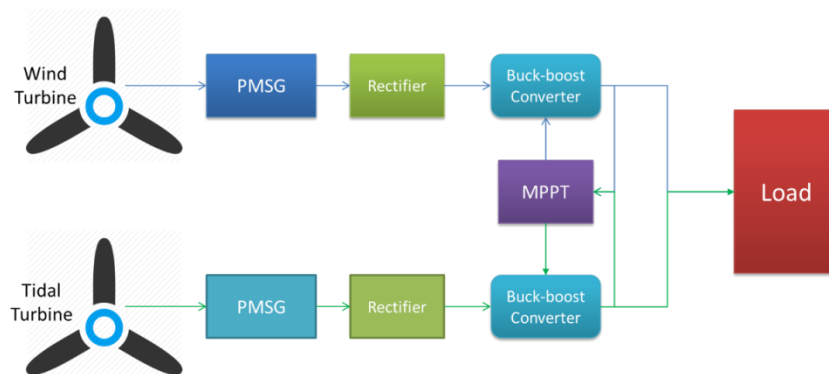 Wind
Turbine
PMSG
Rectifier
Buck-boost
Converter
MPPT
Load
Tidal
Turbine
PMSG
Rectifier
Buck-boost
Converter